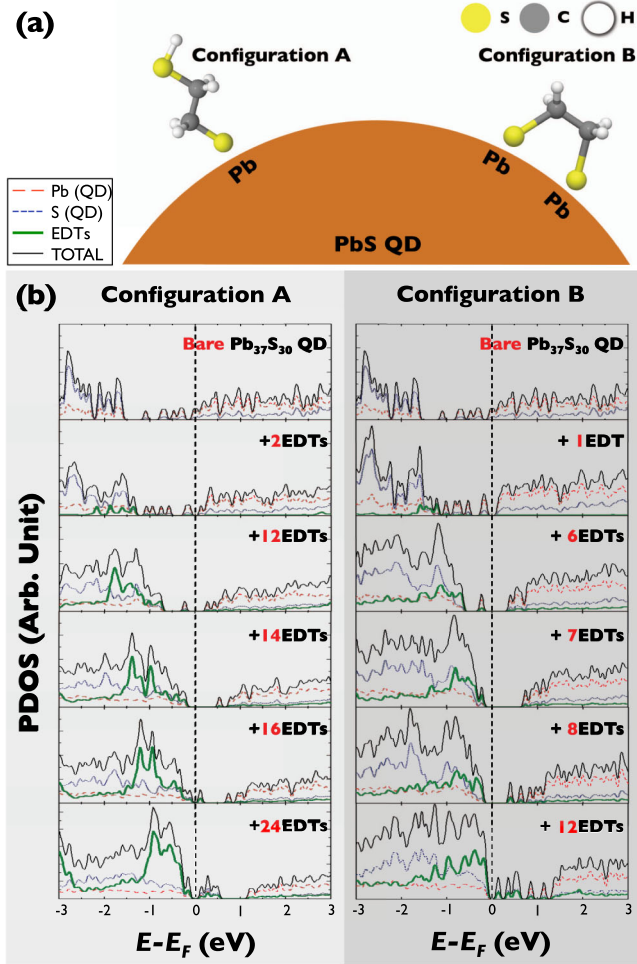 (a)
S C H
Configuration A
Configuration B
Pb
Pb
Pb
PbS QD
Pb (QD)
S (QD)
EDTs
TOTAL
(b)
Configuration A
Configuration B
Bare Pb37S30 QD
Bare Pb37S30 QD
+2EDTs
+ 1EDT
+12EDTs
+ 6EDTs
+14EDTs
+ 7EDTs
+16EDTs
+ 8EDTs
+24EDTs
+ 12EDTs
PDOS (Arb. Unit)
-3 -2 -1 0 1 2 3
-3 -2 -1 0 1 2 3
E-EF (eV)
E-EF (eV)